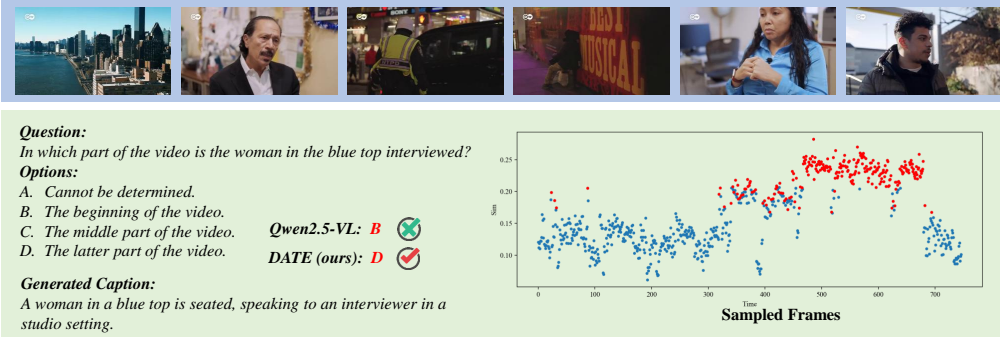 NYPD
BEST
MUSICAL
Question:
In which part of the video is the woman in the blue top interviewed?
Options:
A. Cannot be determined.
B. The beginning of the video.
C. The middle part of the video.
D. The latter part of the video.
Qwen2.5-VL: B
DATE (ours): D
Generated Caption:
A woman in a blue top is seated, speaking to an interviewer in a
studio setting.
0.25
0.20
0.15
0.10
Sim
0 100 200 300 400 500 600 700
Time
Sampled Frames